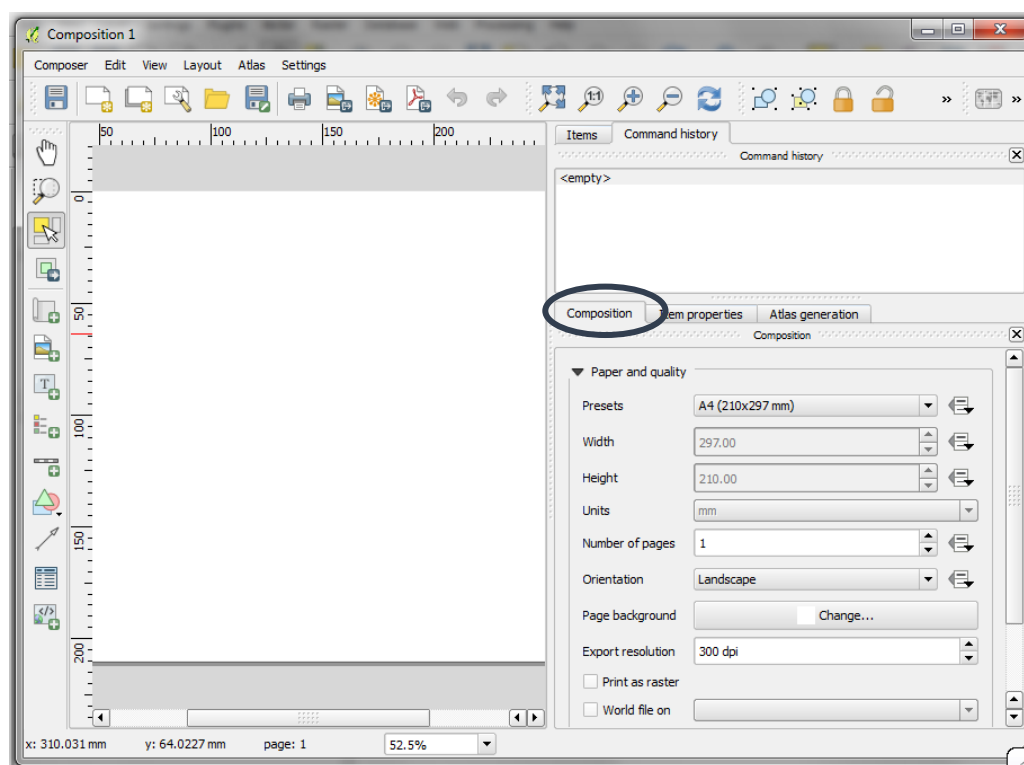 Composition 1
Composer Edit View Layout Atlas Settings
1:1
» »
50 100 150 200
0
50
100
150
200
T
</>
Items Command history
Command history
<empty>
Composition Item properties Atlas generation
Composition
Paper and quality
Presets A4 (210x297 mm)
Width 297.00
Height 210.00
Units mm
Number of pages 1
Orientation Landscape
Page background Change...
Export resolution 300 dpi
Print as raster
World file on
x: 310.031 mm y: 64.0227 mm page: 1 52.5%